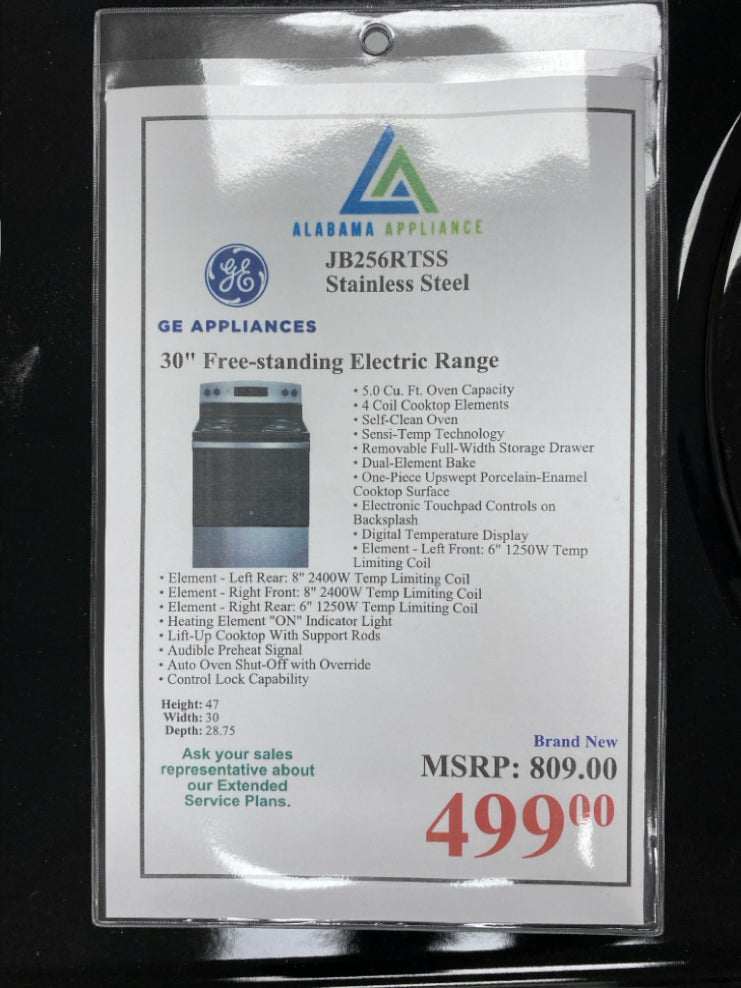 ALABAMA APPLIANCE
GE
JB256RTSS
Stainless Steel
GE APPLIANCES
30" Free-standing Electric Range
• 5.0 Cu. Ft. Oven Capacity
• 4 Coil Cooktop Elements
• Self-Clean Oven
• Sensi-Temp Technology
• Removable Full-Width Storage Drawer
• Dual-Element Bake
• One-Piece Upswept Porcelain-Enamel
Cooktop Surface
• Electronic Touchpad Controls on
Backsplash
• Digital Temperature Display
• Element - Left Front: 6" 1250W Temp
Limiting Coil
• Element - Left Rear: 8" 2400W Temp Limiting Coil
• Element - Right Front: 8" 2400W Temp Limiting Coil
• Element - Right Rear: 6" 1250W Temp Limiting Coil
• Heating Element "ON" Indicator Light
• Lift-Up Cooktop With Support Rods
• Audible Preheat Signal
• Auto Oven Shut-Off with Override
• Control Lock Capability
Height: 47
Width: 30
Depth: 28.75
Ask your sales
representative about
our Extended
Service Plans.
Brand New
MSRP: 809.00
499⁰⁰